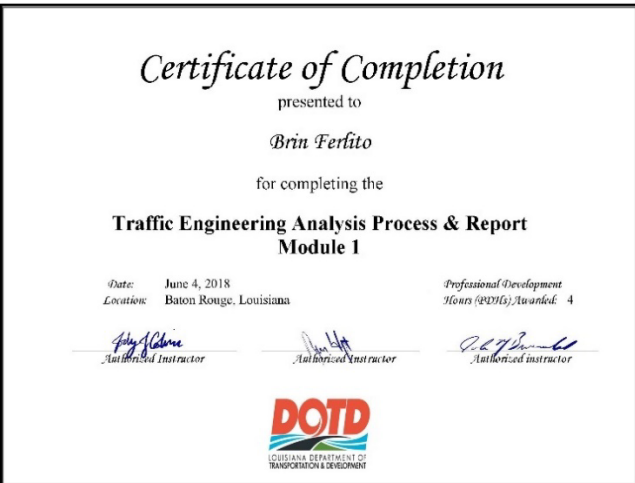 Certificate of Completion
presented to
Brin Ferlito
for completing the
Traffic Engineering Analysis Process & Report
Module 1
Date: June 4, 2018
Location: Baton Rouge, Louisiana
Professional Development
Hours (PDHs) Awarded: 4
Authorized Instructor
Authorized Instructor
Authorized instructor
DOTD
LOUISIANA DEPARTMENT OF
TRANSPORTATION & DEVELOPMENT